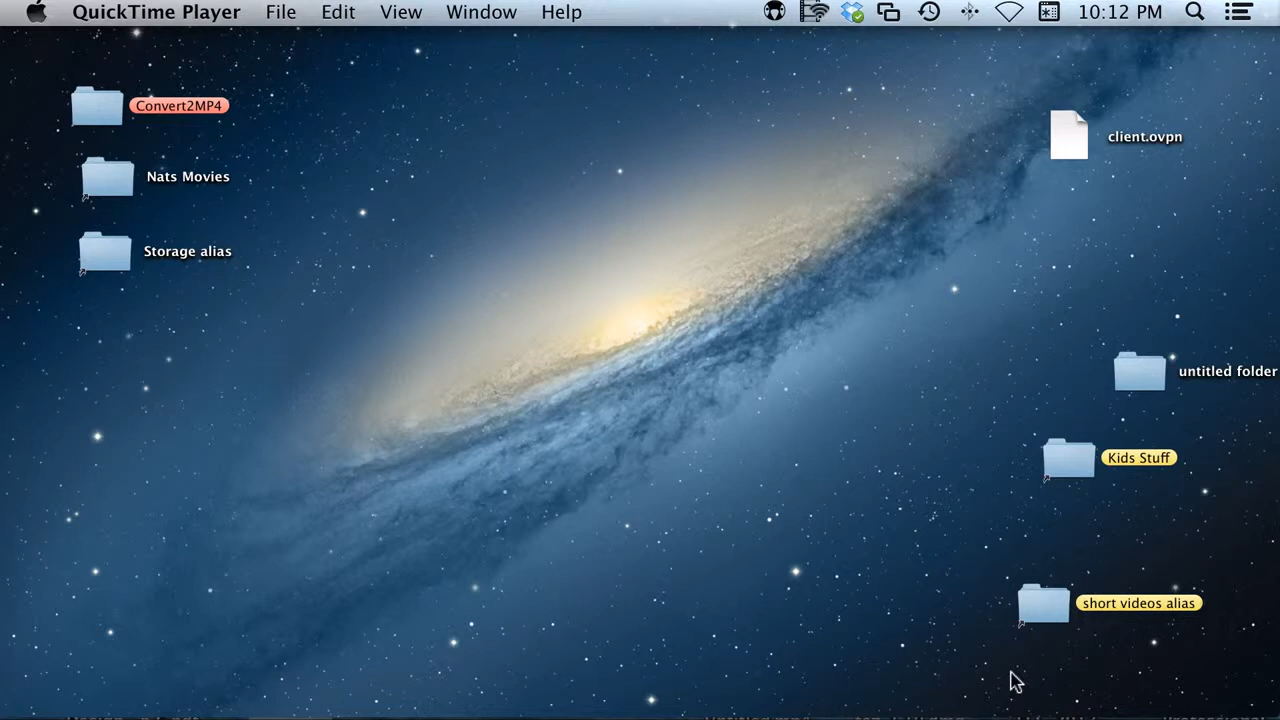 QuickTime Player File Edit View Window Help 10:12 PM
Convert2MP4
client.ovpn
Nats Movies
Storage alias
untitled folder
Kids Stuff
short videos alias